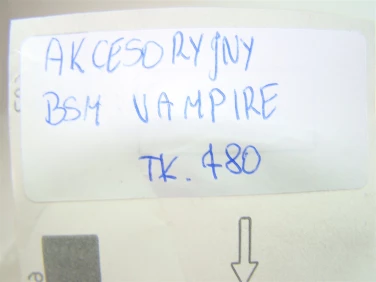 AKCESORYJNY
BSM VAMPIRE
TK. 480